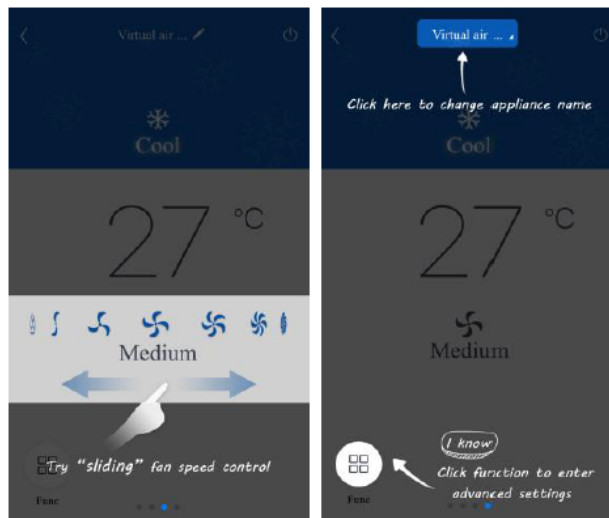 Virtual air ...
Cool
27 °C
Medium
Try “sliding” fan speed control
Func
Virtual air ...
Click here to change appliance name
Cool
27 °C
Medium
I know
Click function to enter
advanced settings
Func